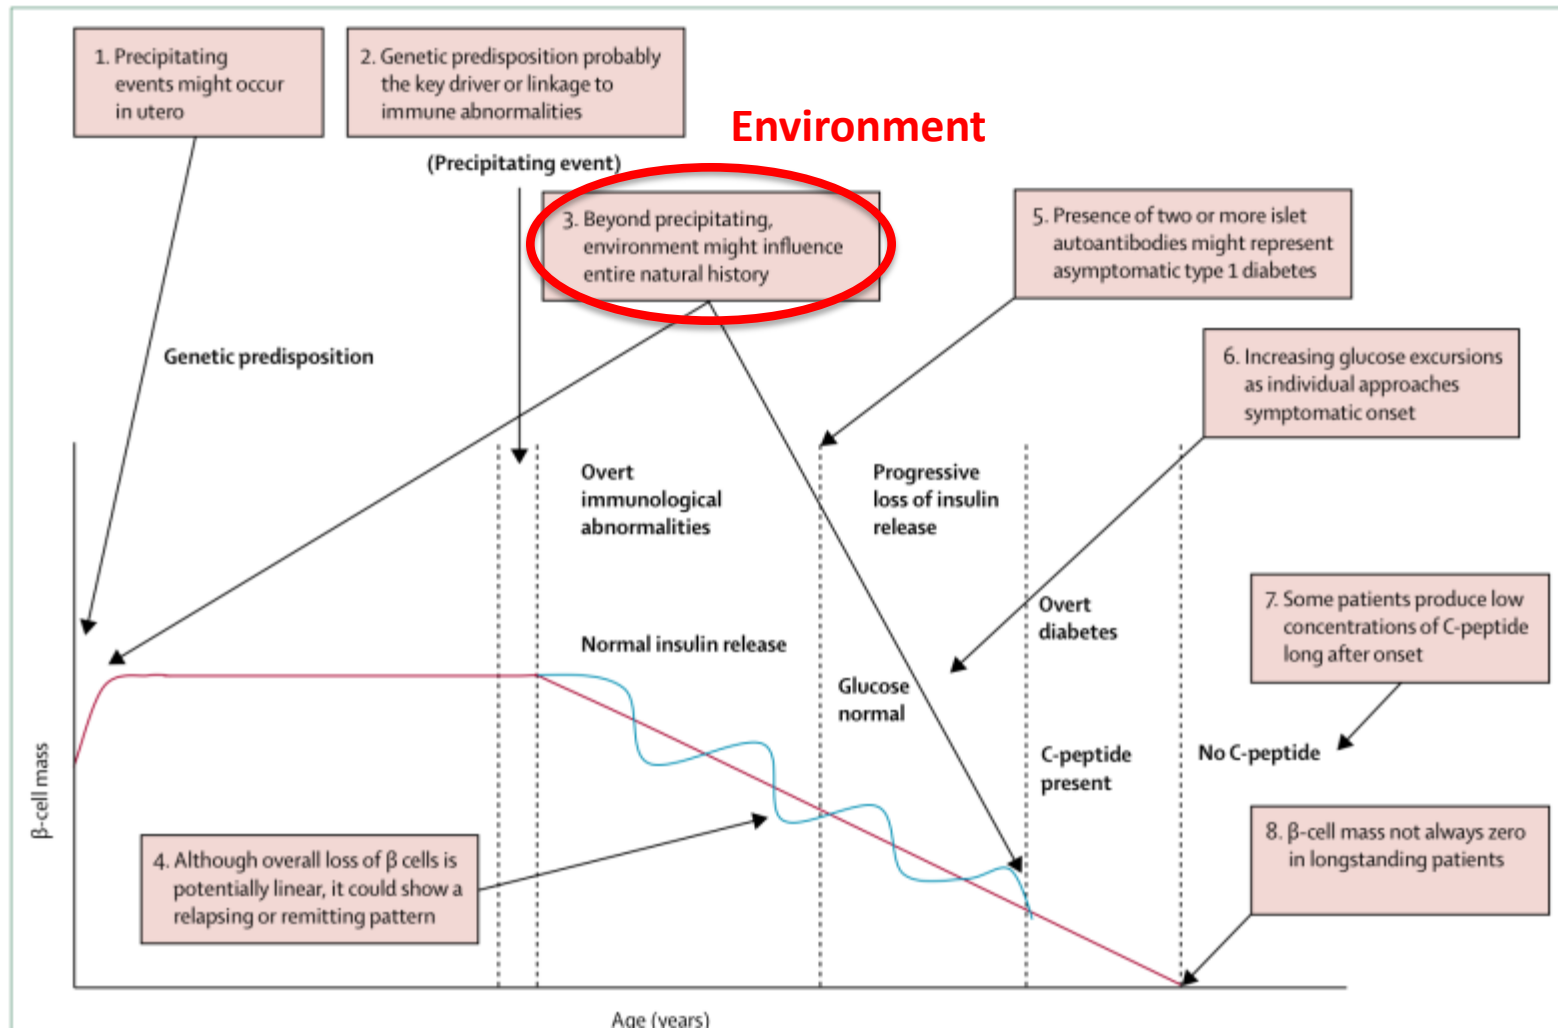 1. Precipitating
events might occur
in utero
2. Genetic predisposition probably
the key driver or linkage to
immune abnormalities
Environment
(Precipitating event)
3. Beyond precipitating,
environment might influence
entire natural history
5. Presence of two or more islet
autoantibodies might represent
asymptomatic type 1 diabetes
Genetic predisposition
6. Increasing glucose excursions
as individual approaches
symptomatic onset
Overt
immunological
abnormalities
Progressive
loss of insulin
release
Normal insulin release
Glucose
normal
Overt
diabetes
7. Some patients produce low
concentrations of C-peptide
long after onset
C-peptide
present
No C-peptide
β-cell mass
4. Although overall loss of β cells is
potentially linear, it could show a
relapsing or remitting pattern
8. β-cell mass not always zero
in longstanding patients
Age (years)